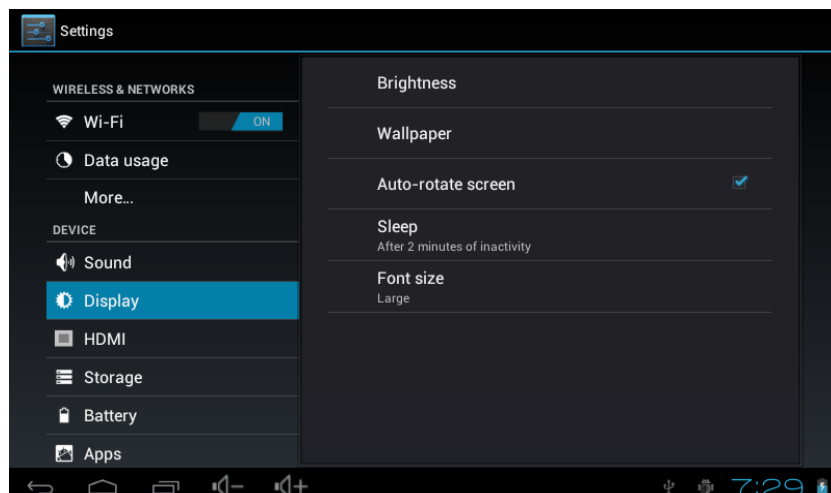 Settings
WIRELESS & NETWORKS
Wi-Fi ON
Data usage
More...
DEVICE
Sound
Display
HDMI
Storage
Battery
Apps
Brightness
Wallpaper
Auto-rotate screen
Sleep
After 2 minutes of inactivity
Font size
Large
7:29